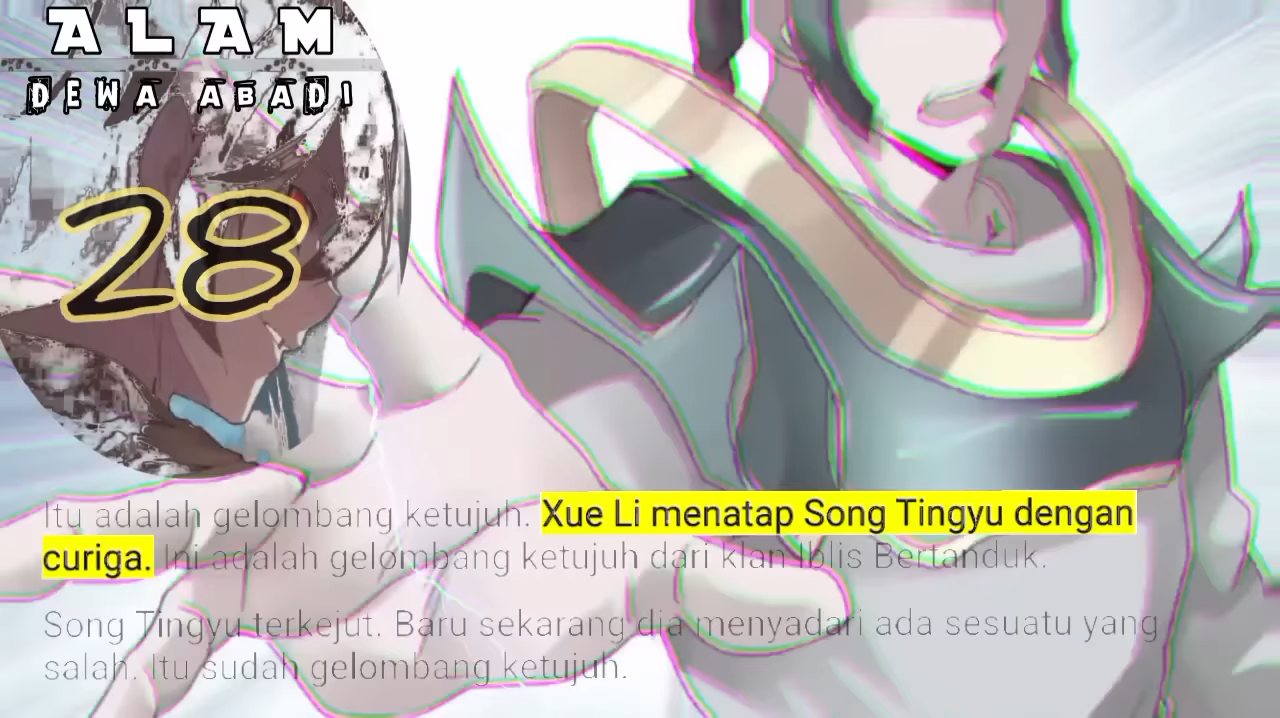 ALAM
DEWA ABADI
28
Itu adalah gelombang ketujuh. Xue Li menatap Song Tingyu dengan
curiga. Ini adalah gelombang ketujuh dari klan Iblis Bertanduk.
Song Tingyu terkejut. Baru sekarang dia menyadari ada sesuatu yang
salah. Itu sudah gelombang ketujuh.